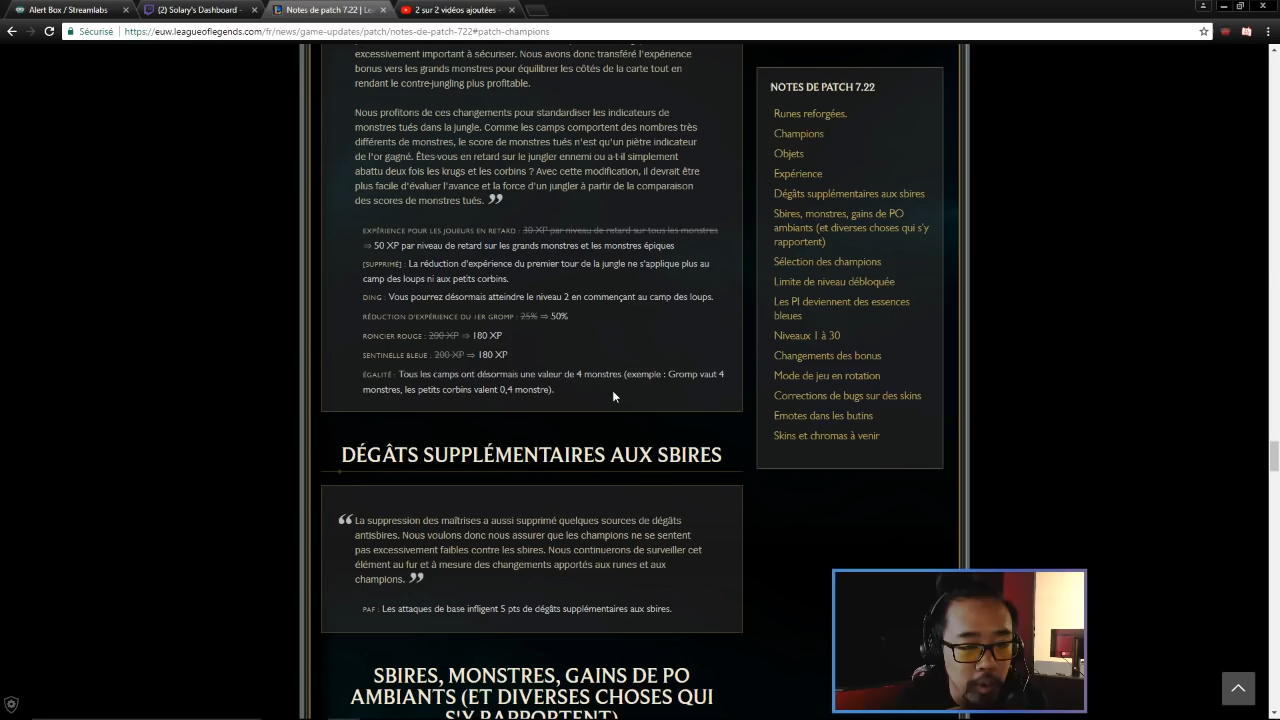 Alert Box / Streamlabs
(2) Solary's Dashboard -
Notes de patch 7.22 | Le
2 sur 2 vidéos ajoutées -
Sécurisé
https://euw.leagueoflegends.com/fr/news/game-updates/patch/notes-de-patch-722#patch-champions
excessivement important à sécuriser. Nous avons donc transféré l'expérience
bonus vers les grands monstres pour équilibrer les côtés de la carte tout en
rendant le contre-jungling plus profitable.
Nous profitons de ces changements pour standardiser les indicateurs de
monstres tués dans la jungle. Comme les camps comportent des nombres très
différents de monstres, le score de monstres tués n'est qu'un piètre indicateur
de l'or gagné. Êtes-vous en retard sur le jungler ennemi ou a-t-il simplement
abattu deux fois les krugs et les corbins ? Avec cette modification, il devrait être
plus facile d'évaluer l'avance et la force d'un jungler à partir de la comparaison
des scores de monstres tués. ”
EXPÉRIENCE POUR LES JOUEURS EN RETARD : 30 XP par niveau de retard sur tous les monstres
⇒ 50 XP par niveau de retard sur les grands monstres et les monstres épiques
[SUPPRIMÉ] : La réduction d'expérience du premier tour de la jungle ne s'applique plus au
camp des loups ni aux petits corbins.
DING : Vous pourrez désormais atteindre le niveau 2 en commençant au camp des loups.
RÉDUCTION D'EXPÉRIENCE DU 1ER GROMP : 25% ⇒ 50%
RONCIER ROUGE : 200 XP ⇒ 180 XP
SENTINELLE BLEUE : 200 XP ⇒ 180 XP
ÉGALITÉ : Tous les camps ont désormais une valeur de 4 monstres (exemple : Gromp vaut 4
monstres, les petits corbins valent 0,4 monstre).
DÉGÂTS SUPPLÉMENTAIRES AUX SBIRES
“ La suppression des maîtrises a aussi supprimé quelques sources de dégâts
antisbires. Nous voulons donc nous assurer que les champions ne se sentent
pas excessivement faibles contre les sbires. Nous continuerons de surveiller cet
élément au fur et à mesure des changements apportés aux runes et aux
champions. ”
PAF : Les attaques de base infligent 5 pts de dégâts supplémentaires aux sbires.
SBIRES, MONSTRES, GAINS DE PO
AMBIANTS (ET DIVERSES CHOSES QUI
S'Y RAPPORTENT)
NOTES DE PATCH 7.22
Runes reforgées.
Champions
Objets
Expérience
Dégâts supplémentaires aux sbires
Sbires, monstres, gains de PO
ambiants (et diverses choses qui s'y
rapportent)
Sélection des champions
Limite de niveau débloquée
Les PI deviennent des essences
bleues
Niveaux 1 à 30
Changements des bonus
Mode de jeu en rotation
Corrections de bugs sur des skins
Emotes dans les butins
Skins et chromas à venir